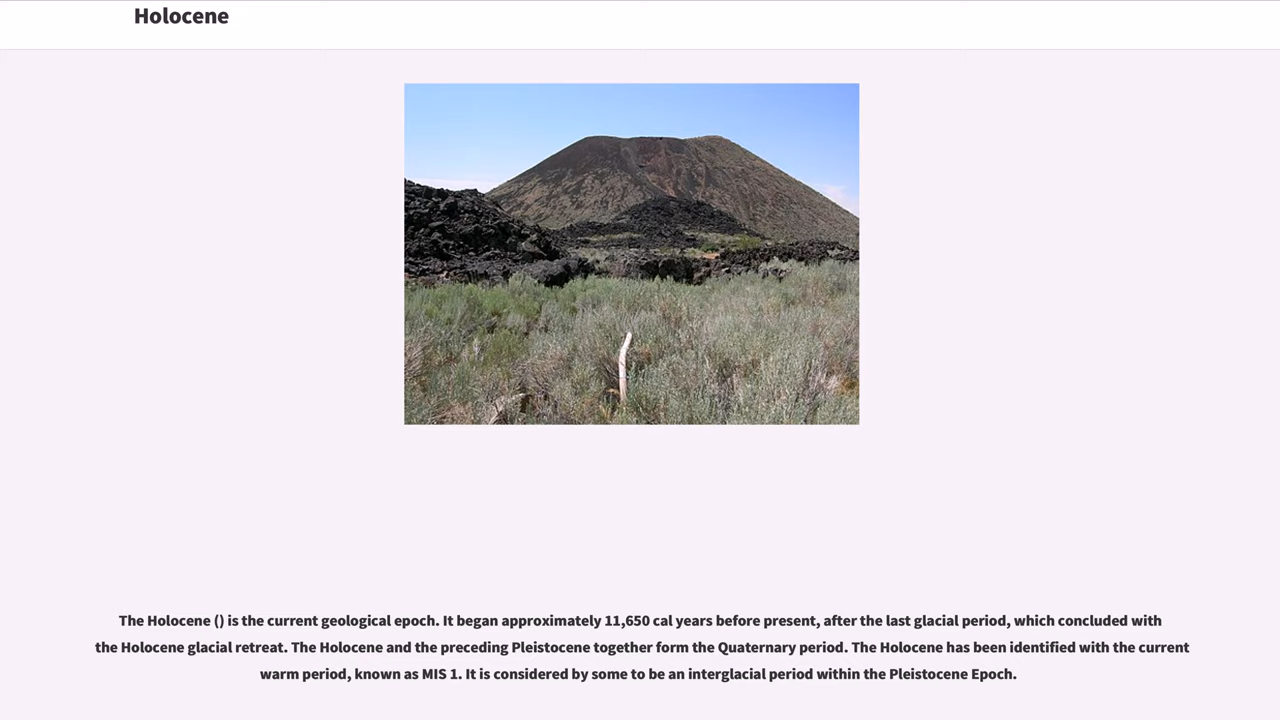 Holocene
The Holocene () is the current geological epoch. It began approximately 11,650 cal years before present, after the last glacial period, which concluded with
the Holocene glacial retreat. The Holocene and the preceding Pleistocene together form the Quaternary period. The Holocene has been identified with the current
warm period, known as MIS 1. It is considered by some to be an interglacial period within the Pleistocene Epoch.